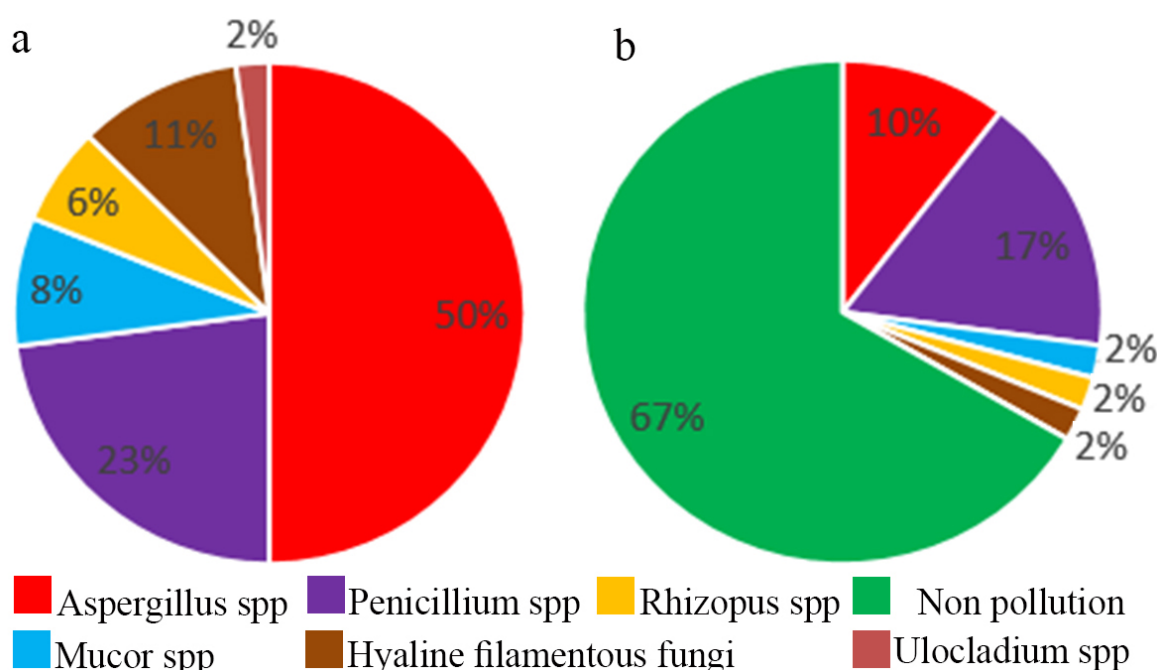 a
2%
11%
6%
8%
50%
23%
b
10%
17%
2%
2%
2%
67%
Aspergillus spp
Penicillium spp
Rhizopus spp
Non pollution
Mucor spp
Hyaline filamentous fungi
Ulocladium spp